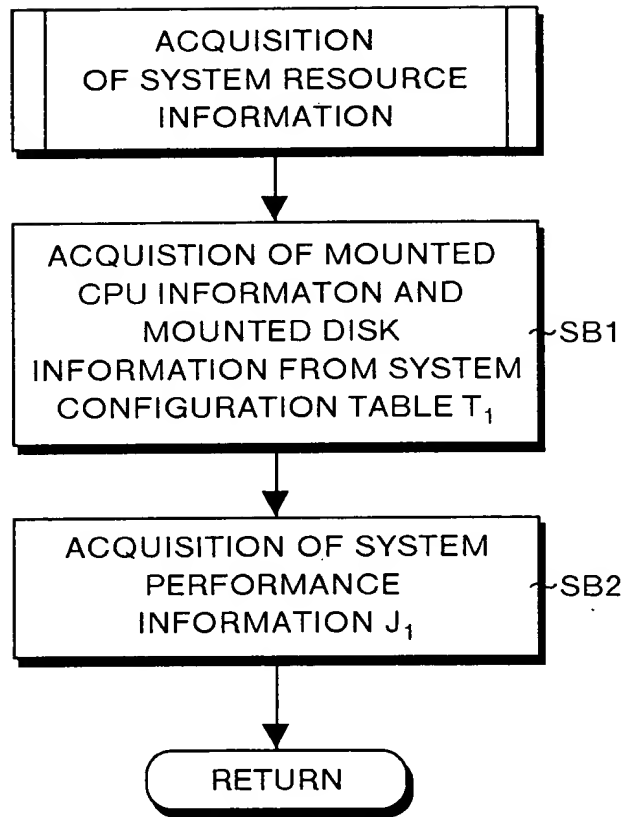 ACQUISITION
OF SYSTEM RESOURCE
INFORMATION
ACQUISTION OF MOUNTED
CPU INFORMATON AND
MOUNTED DISK
INFORMATION FROM SYSTEM
CONFIGURATION TABLE T₁
SB1
ACQUISITION OF SYSTEM
PERFORMANCE
INFORMATION J₁
SB2
RETURN